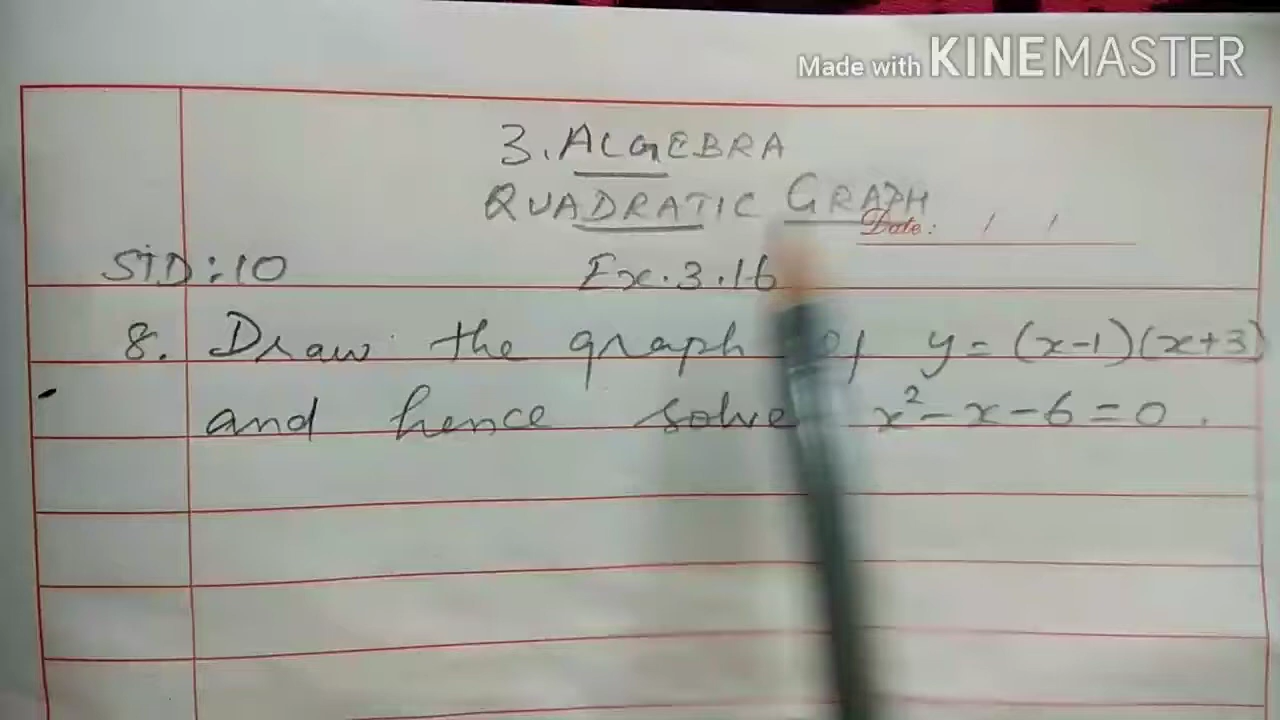 Made with KINEMASTER
3. ALGEBRA
QUADRATIC GRAPH
Date: / /
STD: 10 Ex. 3.16
8. Draw the graph of y = (x-1)(x+3)
and hence solve x² - x - 6 = 0.